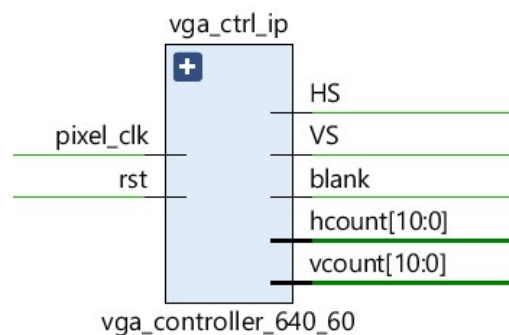 vga_ctrl_ip
HS
pixel_clk VS
rst blank
hcount[10:0]
vcount[10:0]
vga_controller_640_60